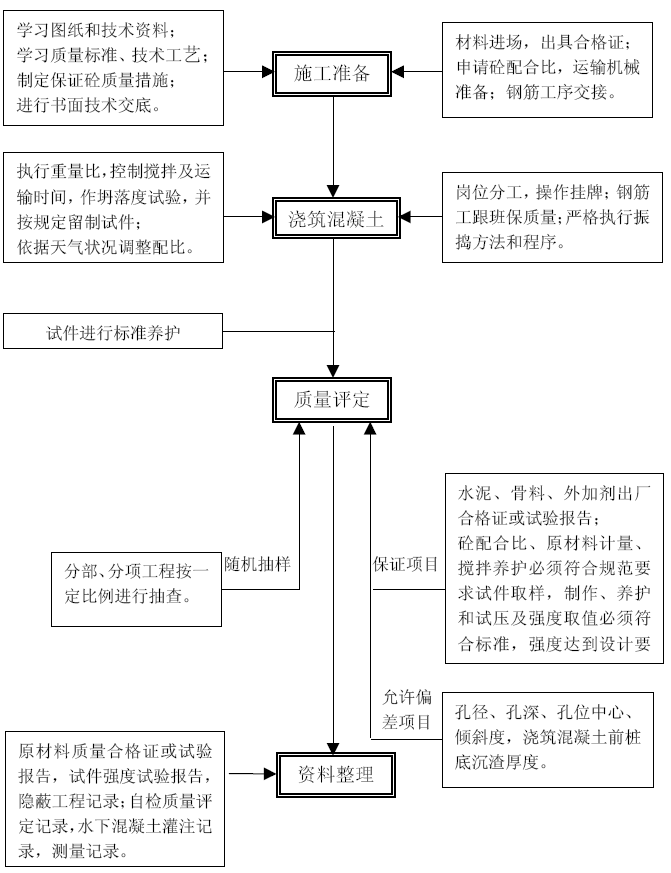 学习图纸和技术资料；
学习质量标准、技术工艺；
制定保证砼质量措施；
进行书面技术交底。
施工准备
材料进场，出具合格证；
申请砼配合比，运输机械
准备；钢筋工序交接。
执行重量比，控制搅拌及运
输时间，作坍落度试验，并
按规定留制试件；
依据天气状况调整配比。
浇筑混凝土
岗位分工，操作挂牌；钢筋
工跟班保质量；严格执行振
捣方法和程序。
试件进行标准养护
质量评定
分部、分项工程按一
定比例进行抽查。
随机抽样
保证项目
水泥、骨料、外加剂出厂
合格证或试验报告；
砼配合比、原材料计量、
搅拌养护必须符合规范要
求试件取样，制作、养护
和试压及强度取值必须符
合标准，强度达到设计要
允许偏
差项目
孔径、孔深、孔位中心、
倾斜度，浇筑混凝土前桩
底沉渣厚度。
原材料质量合格证或试验
报告，试件强度试验报告，
隐蔽工程记录；自检质量评
定记录，水下混凝土灌注记
录，测量记录。
资料整理